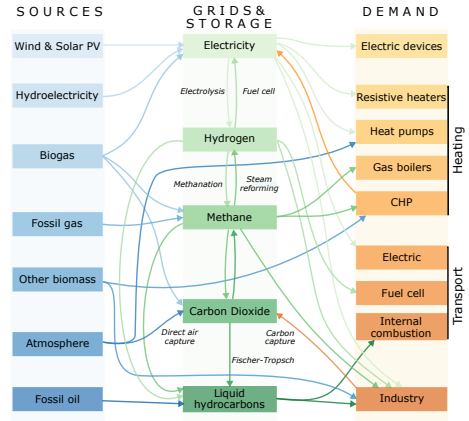 SOURCES
GRIDS &
STORAGE
DEMAND
Wind & Solar PV
Hydroelectricity
Biogas
Fossil gas
Other biomass
Atmosphere
Fossil oil
Electricity
Electrolysis
Fuel cell
Hydrogen
Methanation
Steam
reforming
Methane
Carbon Dioxide
Direct air
capture
Carbon
capture
Fischer–Tropsch
Liquid
hydrocarbons
Electric devices
Resistive heaters
Heat pumps
Gas boilers
CHP
Heating
Electric
Fuel cell
Internal
combustion
Transport
Industry